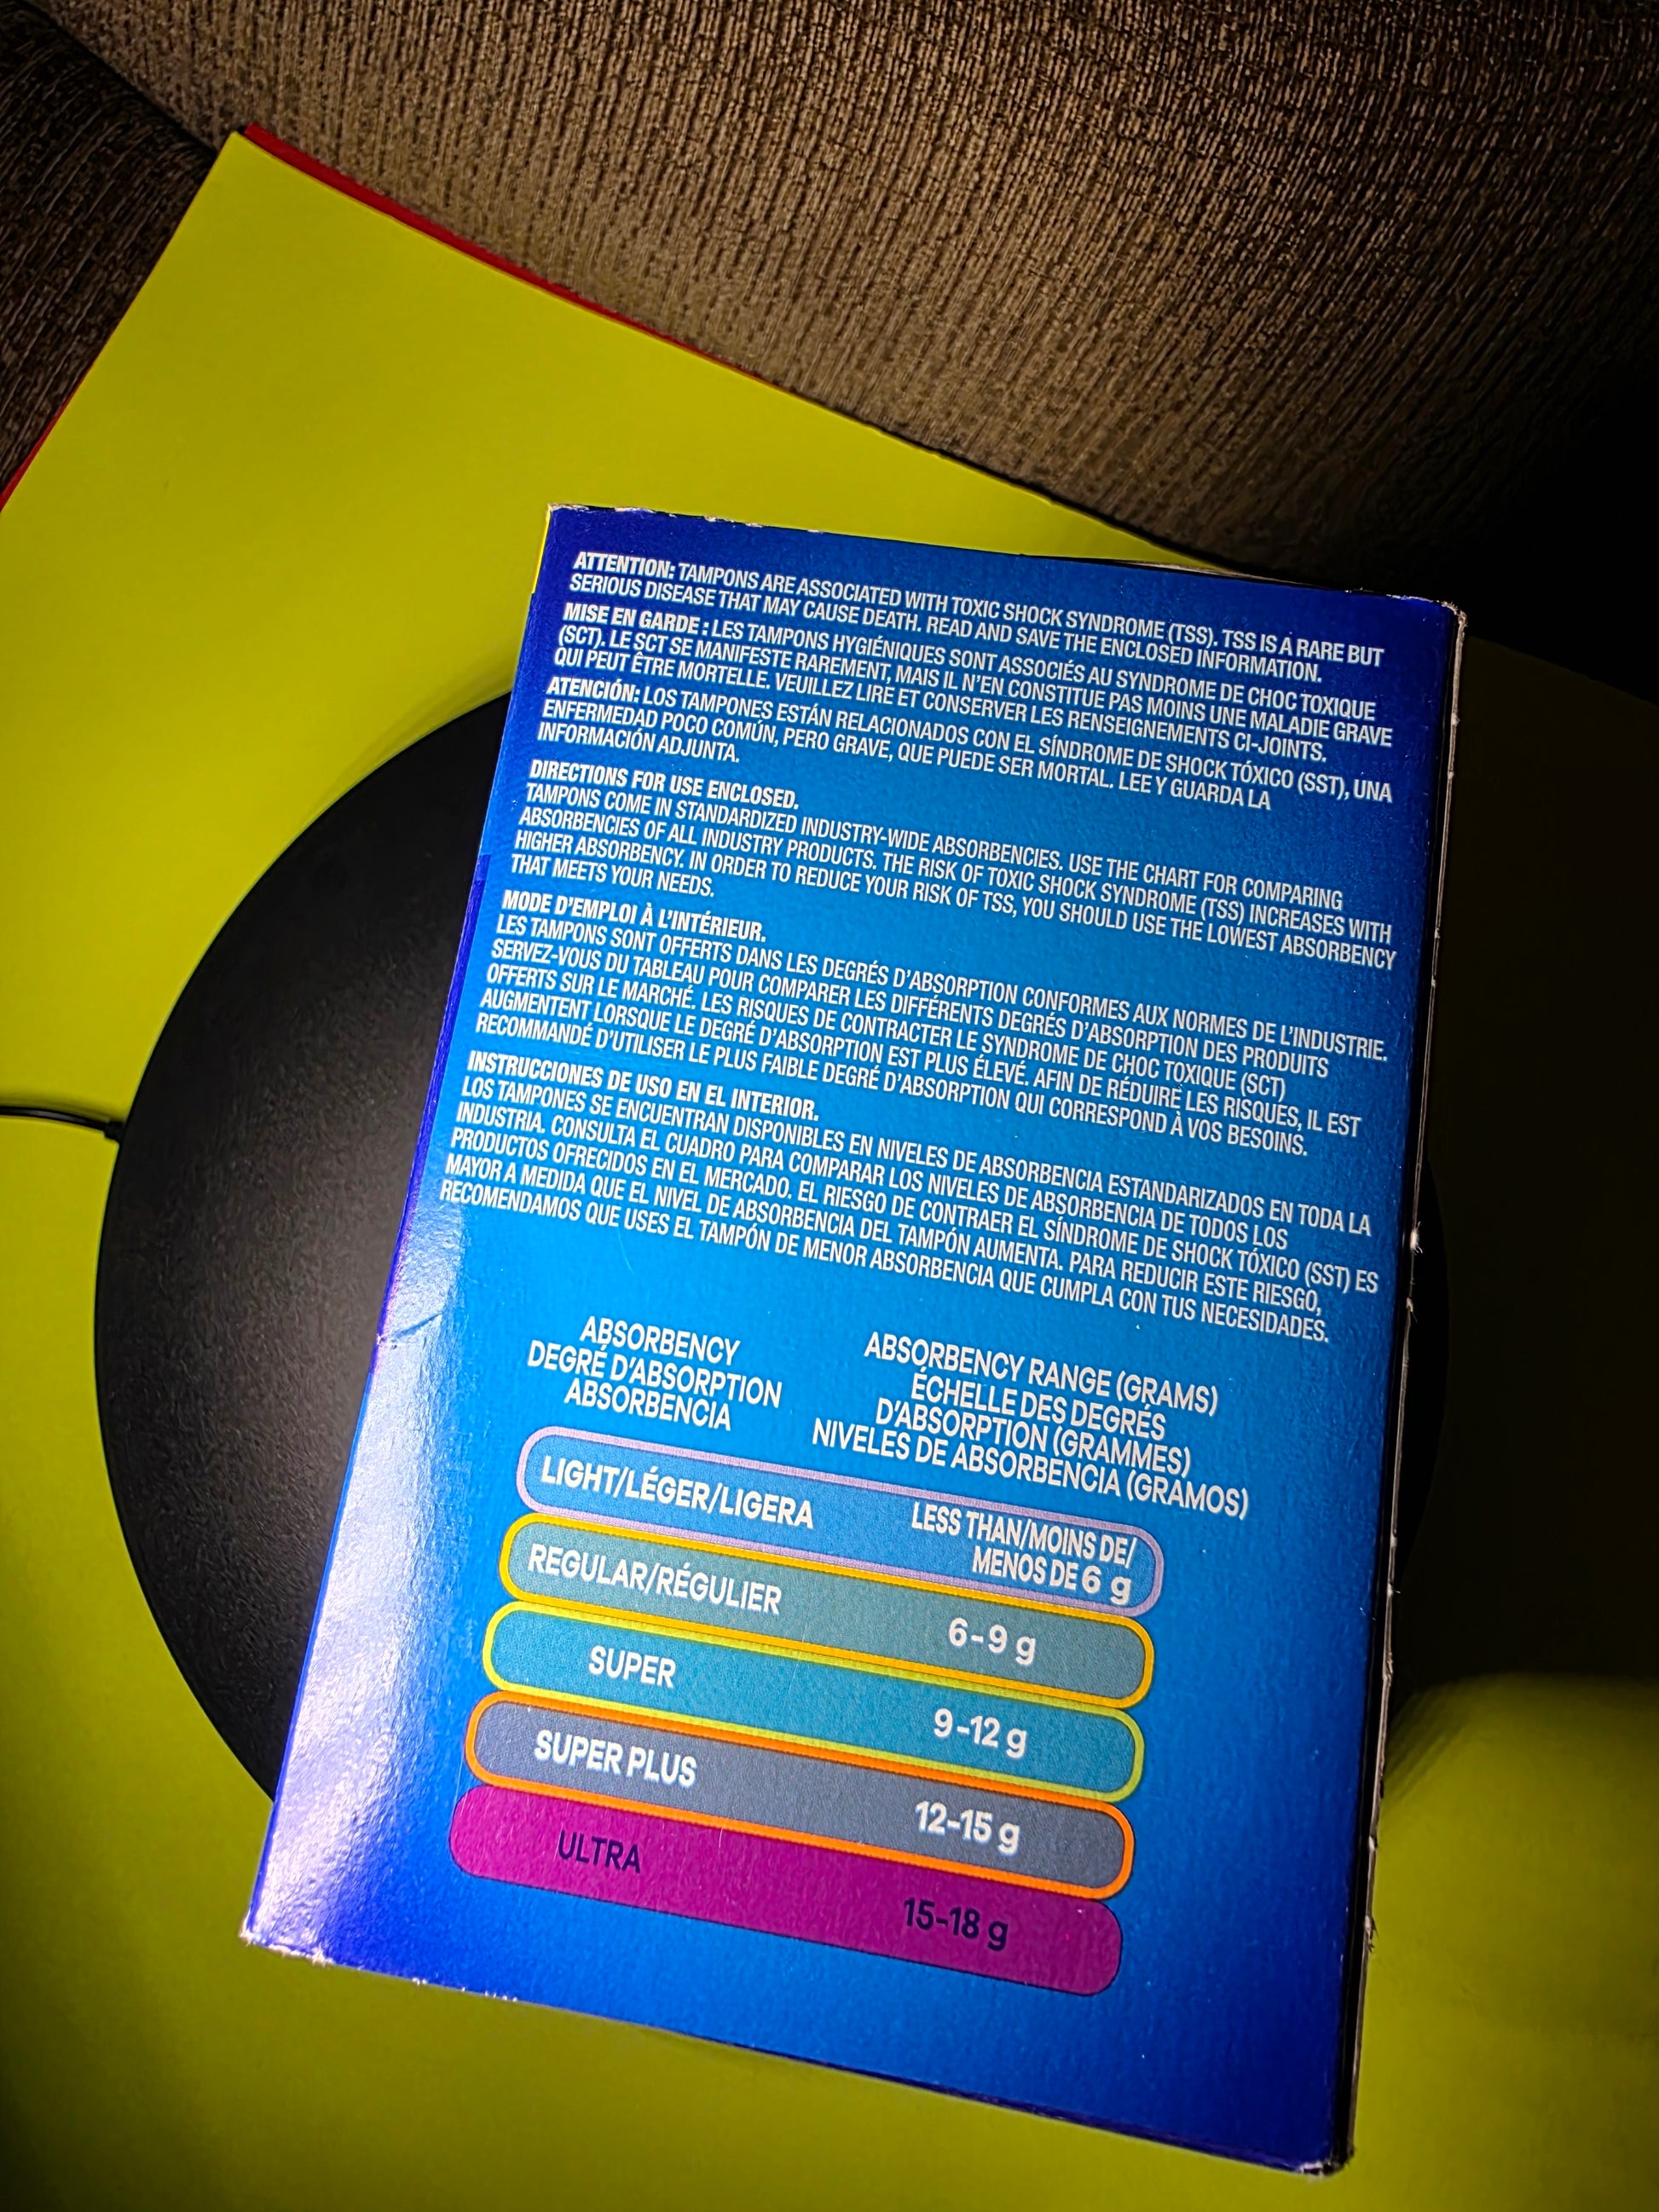 ATTENTION: TAMPONS ARE ASSOCIATED WITH TOXIC SHOCK SYNDROME (TSS). TSS IS A RARE BUT
SERIOUS DISEASE THAT MAY CAUSE DEATH. READ AND SAVE THE ENCLOSED INFORMATION.
MISE EN GARDE : LES TAMPONS HYGIÉNIQUES SONT ASSOCIÉS AU SYNDROME DE CHOC TOXIQUE
(SCT). LE SCT SE MANIFESTE RAREMENT, MAIS IL N'EN CONSTITUE PAS MOINS UNE MALADIE GRAVE
QUI PEUT ÊTRE MORTELLE. VEUILLEZ LIRE ET CONSERVER LES RENSEIGNEMENTS CI-JOINTS.
ATENCIÓN: LOS TAMPONES ESTÁN RELACIONADOS CON EL SÍNDROME DE SHOCK TÓXICO (SST), UNA
ENFERMEDAD POCO COMÚN, PERO GRAVE, QUE PUEDE SER MORTAL. LEE Y GUARDA LA
INFORMACIÓN ADJUNTA.
DIRECTIONS FOR USE ENCLOSED.
TAMPONS COME IN STANDARDIZED INDUSTRY-WIDE ABSORBENCIES. USE THE CHART FOR COMPARING
ABSORBENCIES OF ALL INDUSTRY PRODUCTS. THE RISK OF TOXIC SHOCK SYNDROME (TSS) INCREASES WITH
HIGHER ABSORBENCY. IN ORDER TO REDUCE YOUR RISK OF TSS, YOU SHOULD USE THE LOWEST ABSORBENCY
THAT MEETS YOUR NEEDS.
MODE D'EMPLOI À L'INTÉRIEUR.
LES TAMPONS SONT OFFERTS DANS LES DEGRÉS D'ABSORPTION CONFORMES AUX NORMES DE L'INDUSTRIE.
SERVEZ-VOUS DU TABLEAU POUR COMPARER LES DIFFÉRENTS DEGRÉS D'ABSORPTION DES PRODUITS
OFFERTS SUR LE MARCHÉ. LES RISQUES DE CONTRACTER LE SYNDROME DE CHOC TOXIQUE (SCT)
AUGMENTENT LORSQUE LE DEGRÉ D'ABSORPTION EST PLUS ÉLEVÉ. AFIN DE RÉDUIRE LES RISQUES, IL EST
RECOMMANDÉ D'UTILISER LE PLUS FAIBLE DEGRÉ D'ABSORPTION QUI CORRESPOND À VOS BESOINS.
INSTRUCCIONES DE USO EN EL INTERIOR.
LOS TAMPONES SE ENCUENTRAN DISPONIBLES EN NIVELES DE ABSORBENCIA ESTANDARIZADOS EN TODA LA
INDUSTRIA. CONSULTA EL CUADRO PARA COMPARAR LOS NIVELES DE ABSORBENCIA DE TODOS LOS
PRODUCTOS OFRECIDOS EN EL MERCADO. EL RIESGO DE CONTRAER EL SÍNDROME DE SHOCK TÓXICO (SST) ES
MAYOR A MEDIDA QUE EL NIVEL DE ABSORBENCIA DEL TAMPÓN AUMENTA. PARA REDUCIR ESTE RIESGO,
RECOMENDAMOS QUE USES EL TAMPÓN DE MENOR ABSORBENCIA QUE CUMPLA CON TUS NECESIDADES.
ABSORBENCY
DEGRÉ D'ABSORPTION
ABSORBENCIA
ABSORBENCY RANGE (GRAMS)
ÉCHELLE DES DEGRÉS
D'ABSORPTION (GRAMMES)
NIVELES DE ABSORBENCIA (GRAMOS)
LIGHT/LÉGER/LIGERA
LESS THAN/MOINS DE/
MENOS DE 6 g
REGULAR/RÉGULIER
6-9 g
SUPER
9-12 g
SUPER PLUS
12-15 g
ULTRA
15-18 g